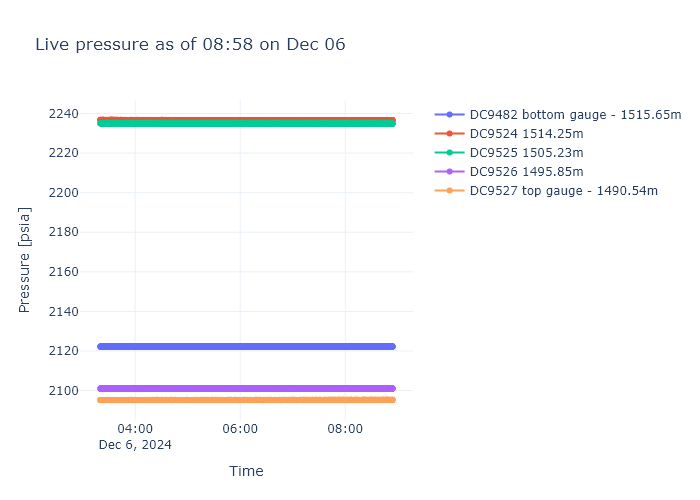 Live pressure as of 08:58 on Dec 06
DC9482 bottom gauge - 1515.65m
DC9524 1514.25m
DC9525 1505.23m
DC9526 1495.85m
DC9527 top gauge - 1490.54m
Pressure [psia]
2240
2220
2200
2180
2160
2140
2120
2100
04:00 06:00 08:00
Dec 6, 2024
Time